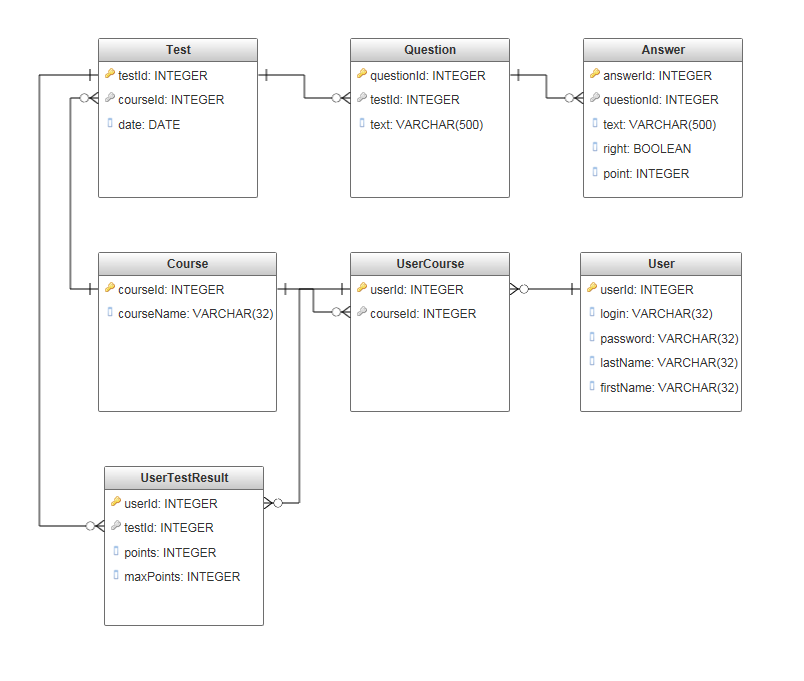 Test
testId: INTEGER
courseId: INTEGER
date: DATE
Question
questionId: INTEGER
testId: INTEGER
text: VARCHAR(500)
Answer
answerId: INTEGER
questionId: INTEGER
text: VARCHAR(500)
right: BOOLEAN
point: INTEGER
Course
courseId: INTEGER
courseName: VARCHAR(32)
UserCourse
userId: INTEGER
courseId: INTEGER
User
userId: INTEGER
login: VARCHAR(32)
password: VARCHAR(32)
lastName: VARCHAR(32)
firstName: VARCHAR(32)
UserTestResult
userId: INTEGER
testId: INTEGER
points: INTEGER
maxPoints: INTEGER